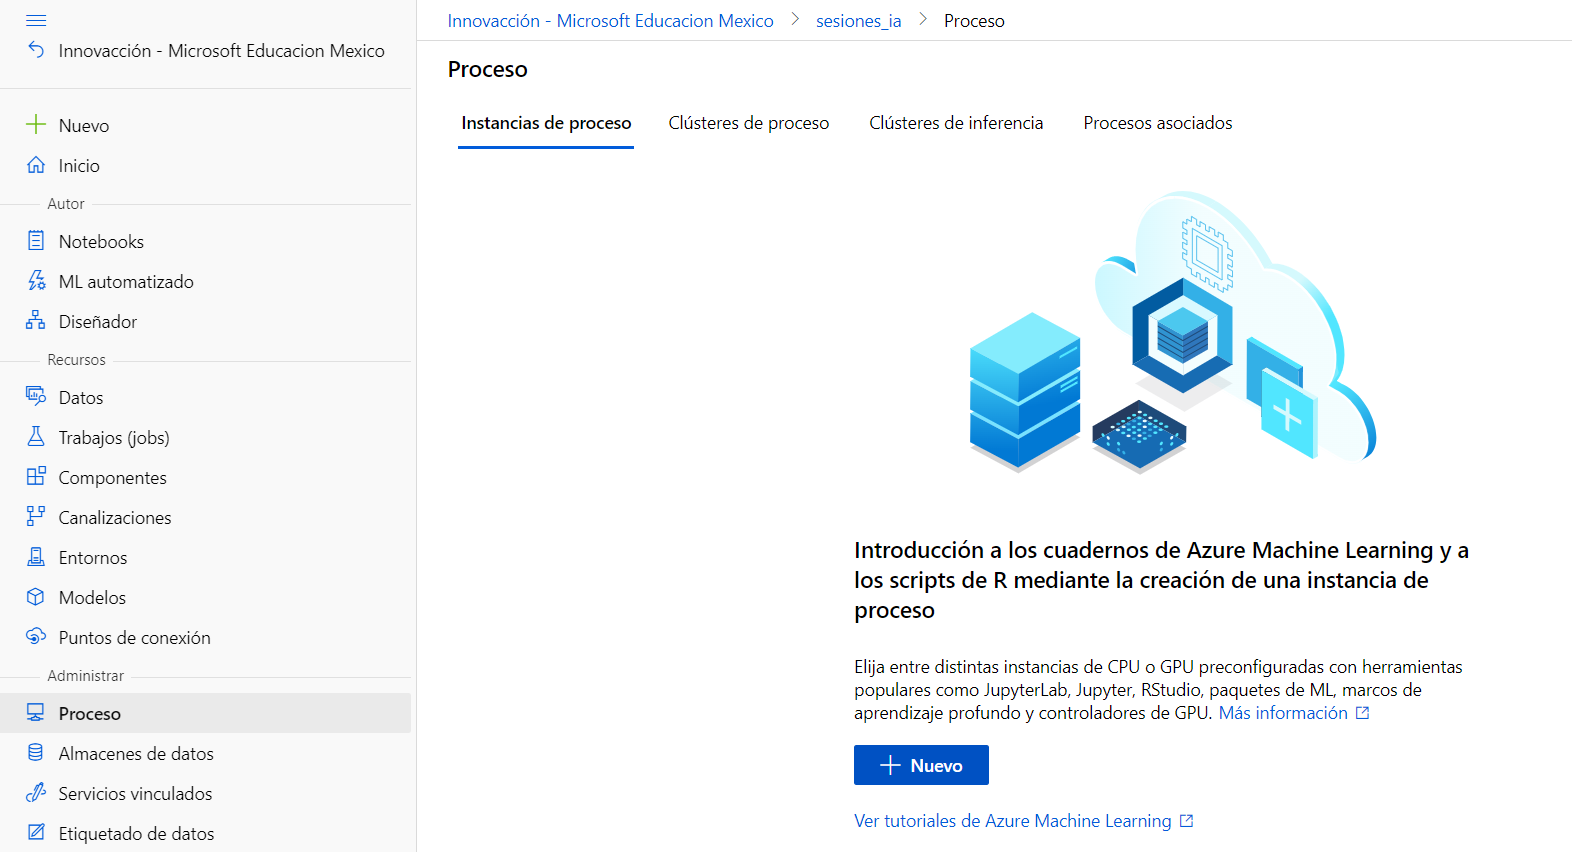 Innovacción - Microsoft Educacion Mexico
Nuevo
Inicio
Autor
Notebooks
ML automatizado
Diseñador
Recursos
Datos
Trabajos (jobs)
Componentes
Canalizaciones
Entornos
Modelos
Puntos de conexión
Administrar
Proceso
Almacenes de datos
Servicios vinculados
Etiquetado de datos
Innovacción - Microsoft Educacion Mexico > sesiones_ia > Proceso
Proceso
Instancias de proceso Clústeres de proceso Clústeres de inferencia Procesos asociados
Introducción a los cuadernos de Azure Machine Learning y a
los scripts de R mediante la creación de una instancia de
proceso
Elija entre distintas instancias de CPU o GPU preconfiguradas con herramientas
populares como JupyterLab, Jupyter, RStudio, paquetes de ML, marcos de
aprendizaje profundo y controladores de GPU. Más información
Nuevo
Ver tutoriales de Azure Machine Learning